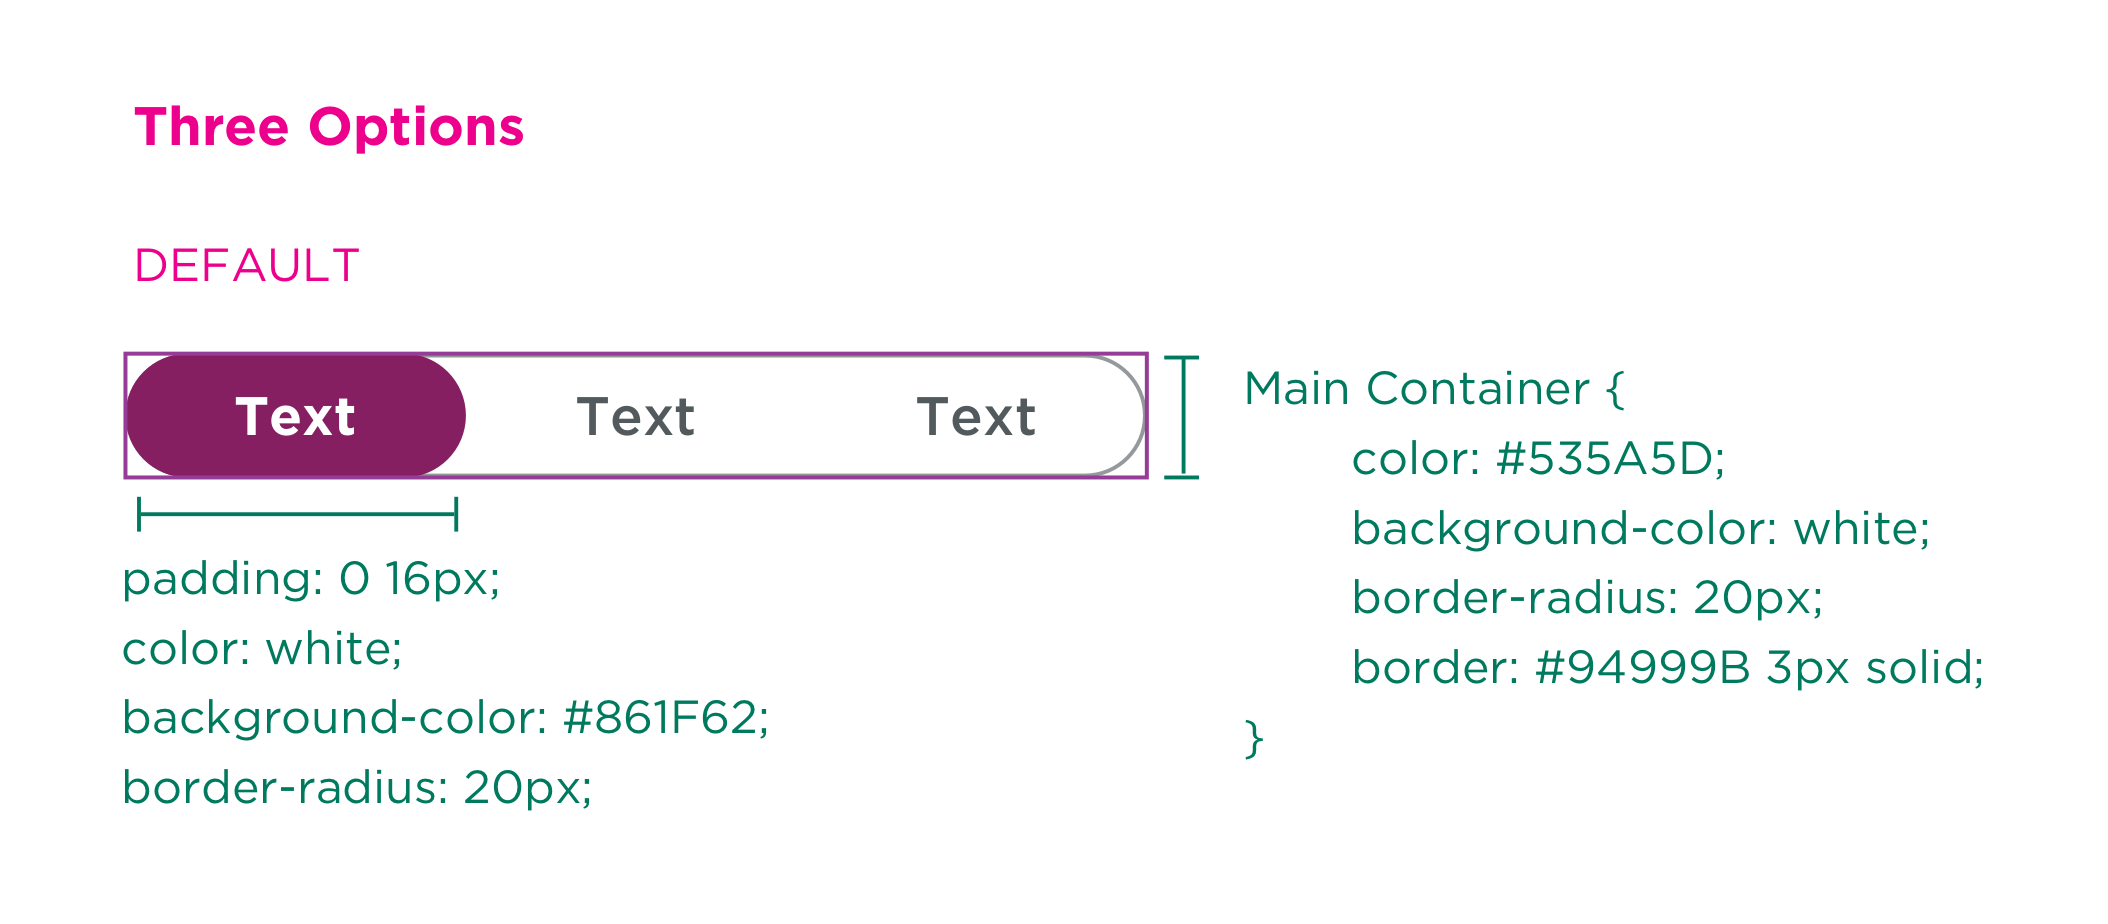 Three Options
DEFAULT
Text Text Text
padding: 0 16px;
color: white;
background-color: #861F62;
border-radius: 20px;
Main Container {
color: #535A5D;
background-color: white;
border-radius: 20px;
border: #94999B 3px solid;
}